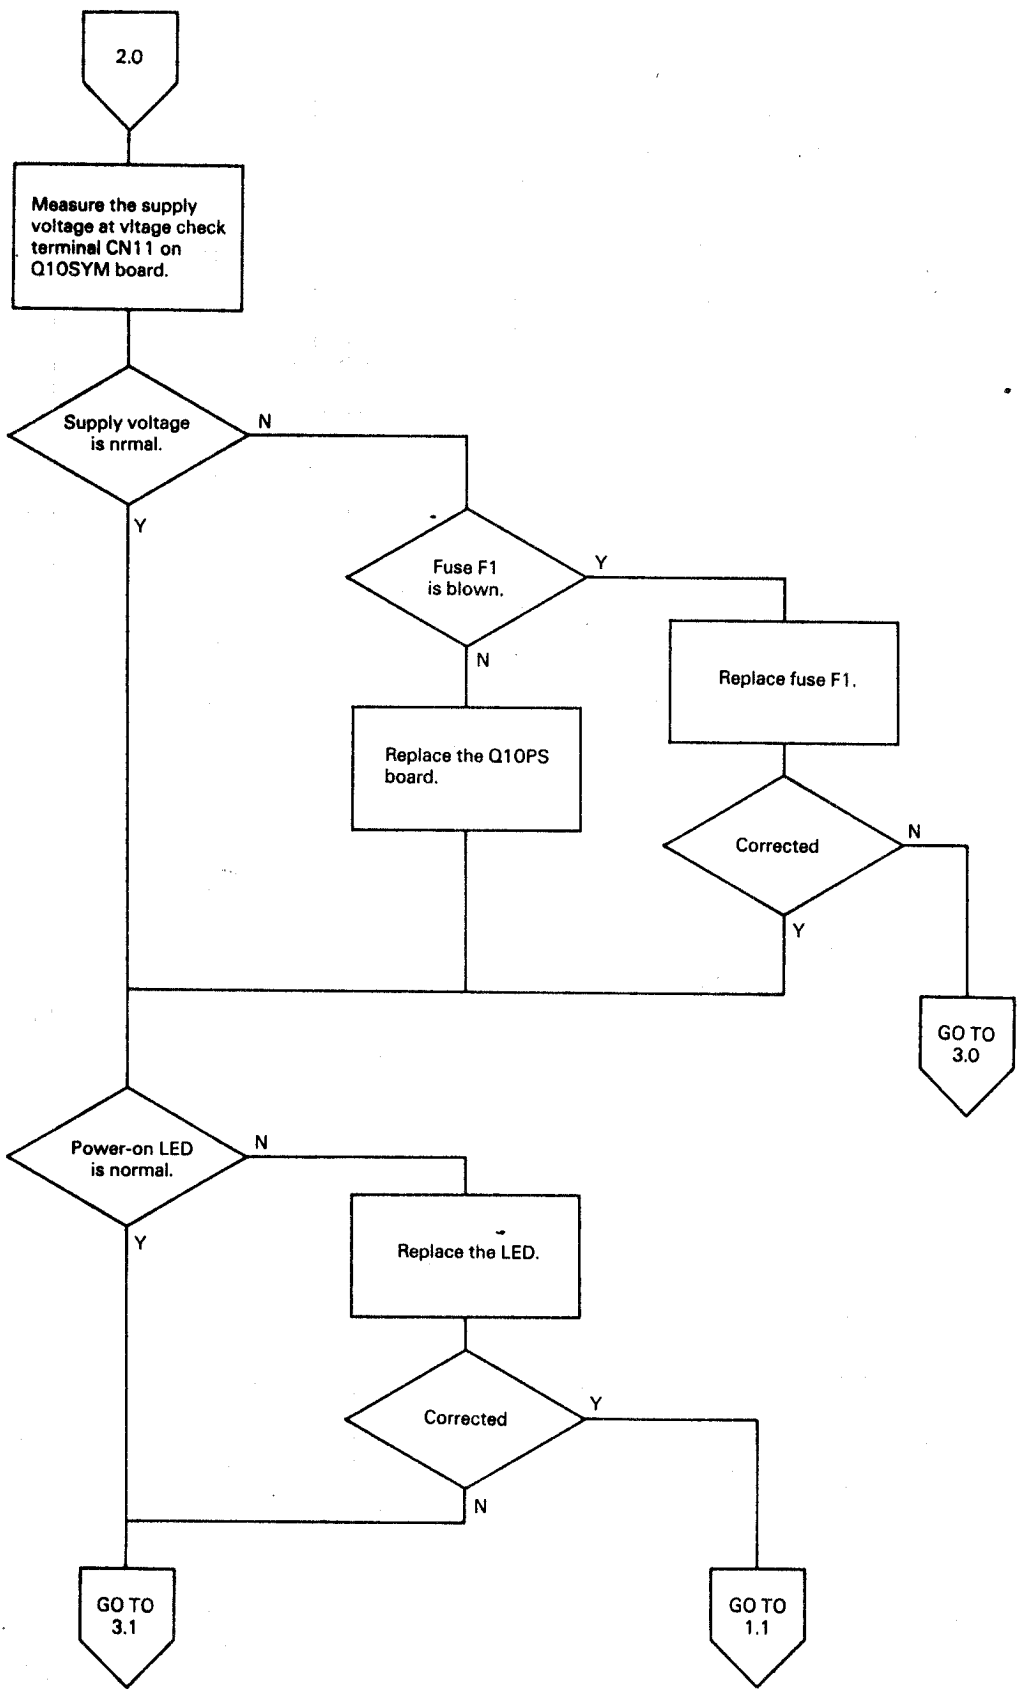 2.0
Measure the supply
voltage at vltage check
terminal CN11 on
Q10SYM board.
Supply voltage
is nrmal.
N
Y
Fuse F1
is blown.
Y
N
Replace fuse F1.
Replace the Q10PS
board.
Corrected
N
Y
GO TO
3.0
Power-on LED
is normal.
N
Y
Replace the LED.
Corrected
Y
N
GO TO
3.1
GO TO
1.1